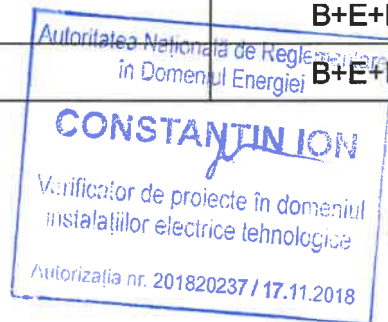 B+E+
Autoritatea Națională de Reglementare
în Domeniul Energiei B+E+
CONSTANTIN ION
Verificator de proiecte în domeniul
instalațiilor electrice tehnologice
Autorizația nr. 201820237 / 17.11.2018